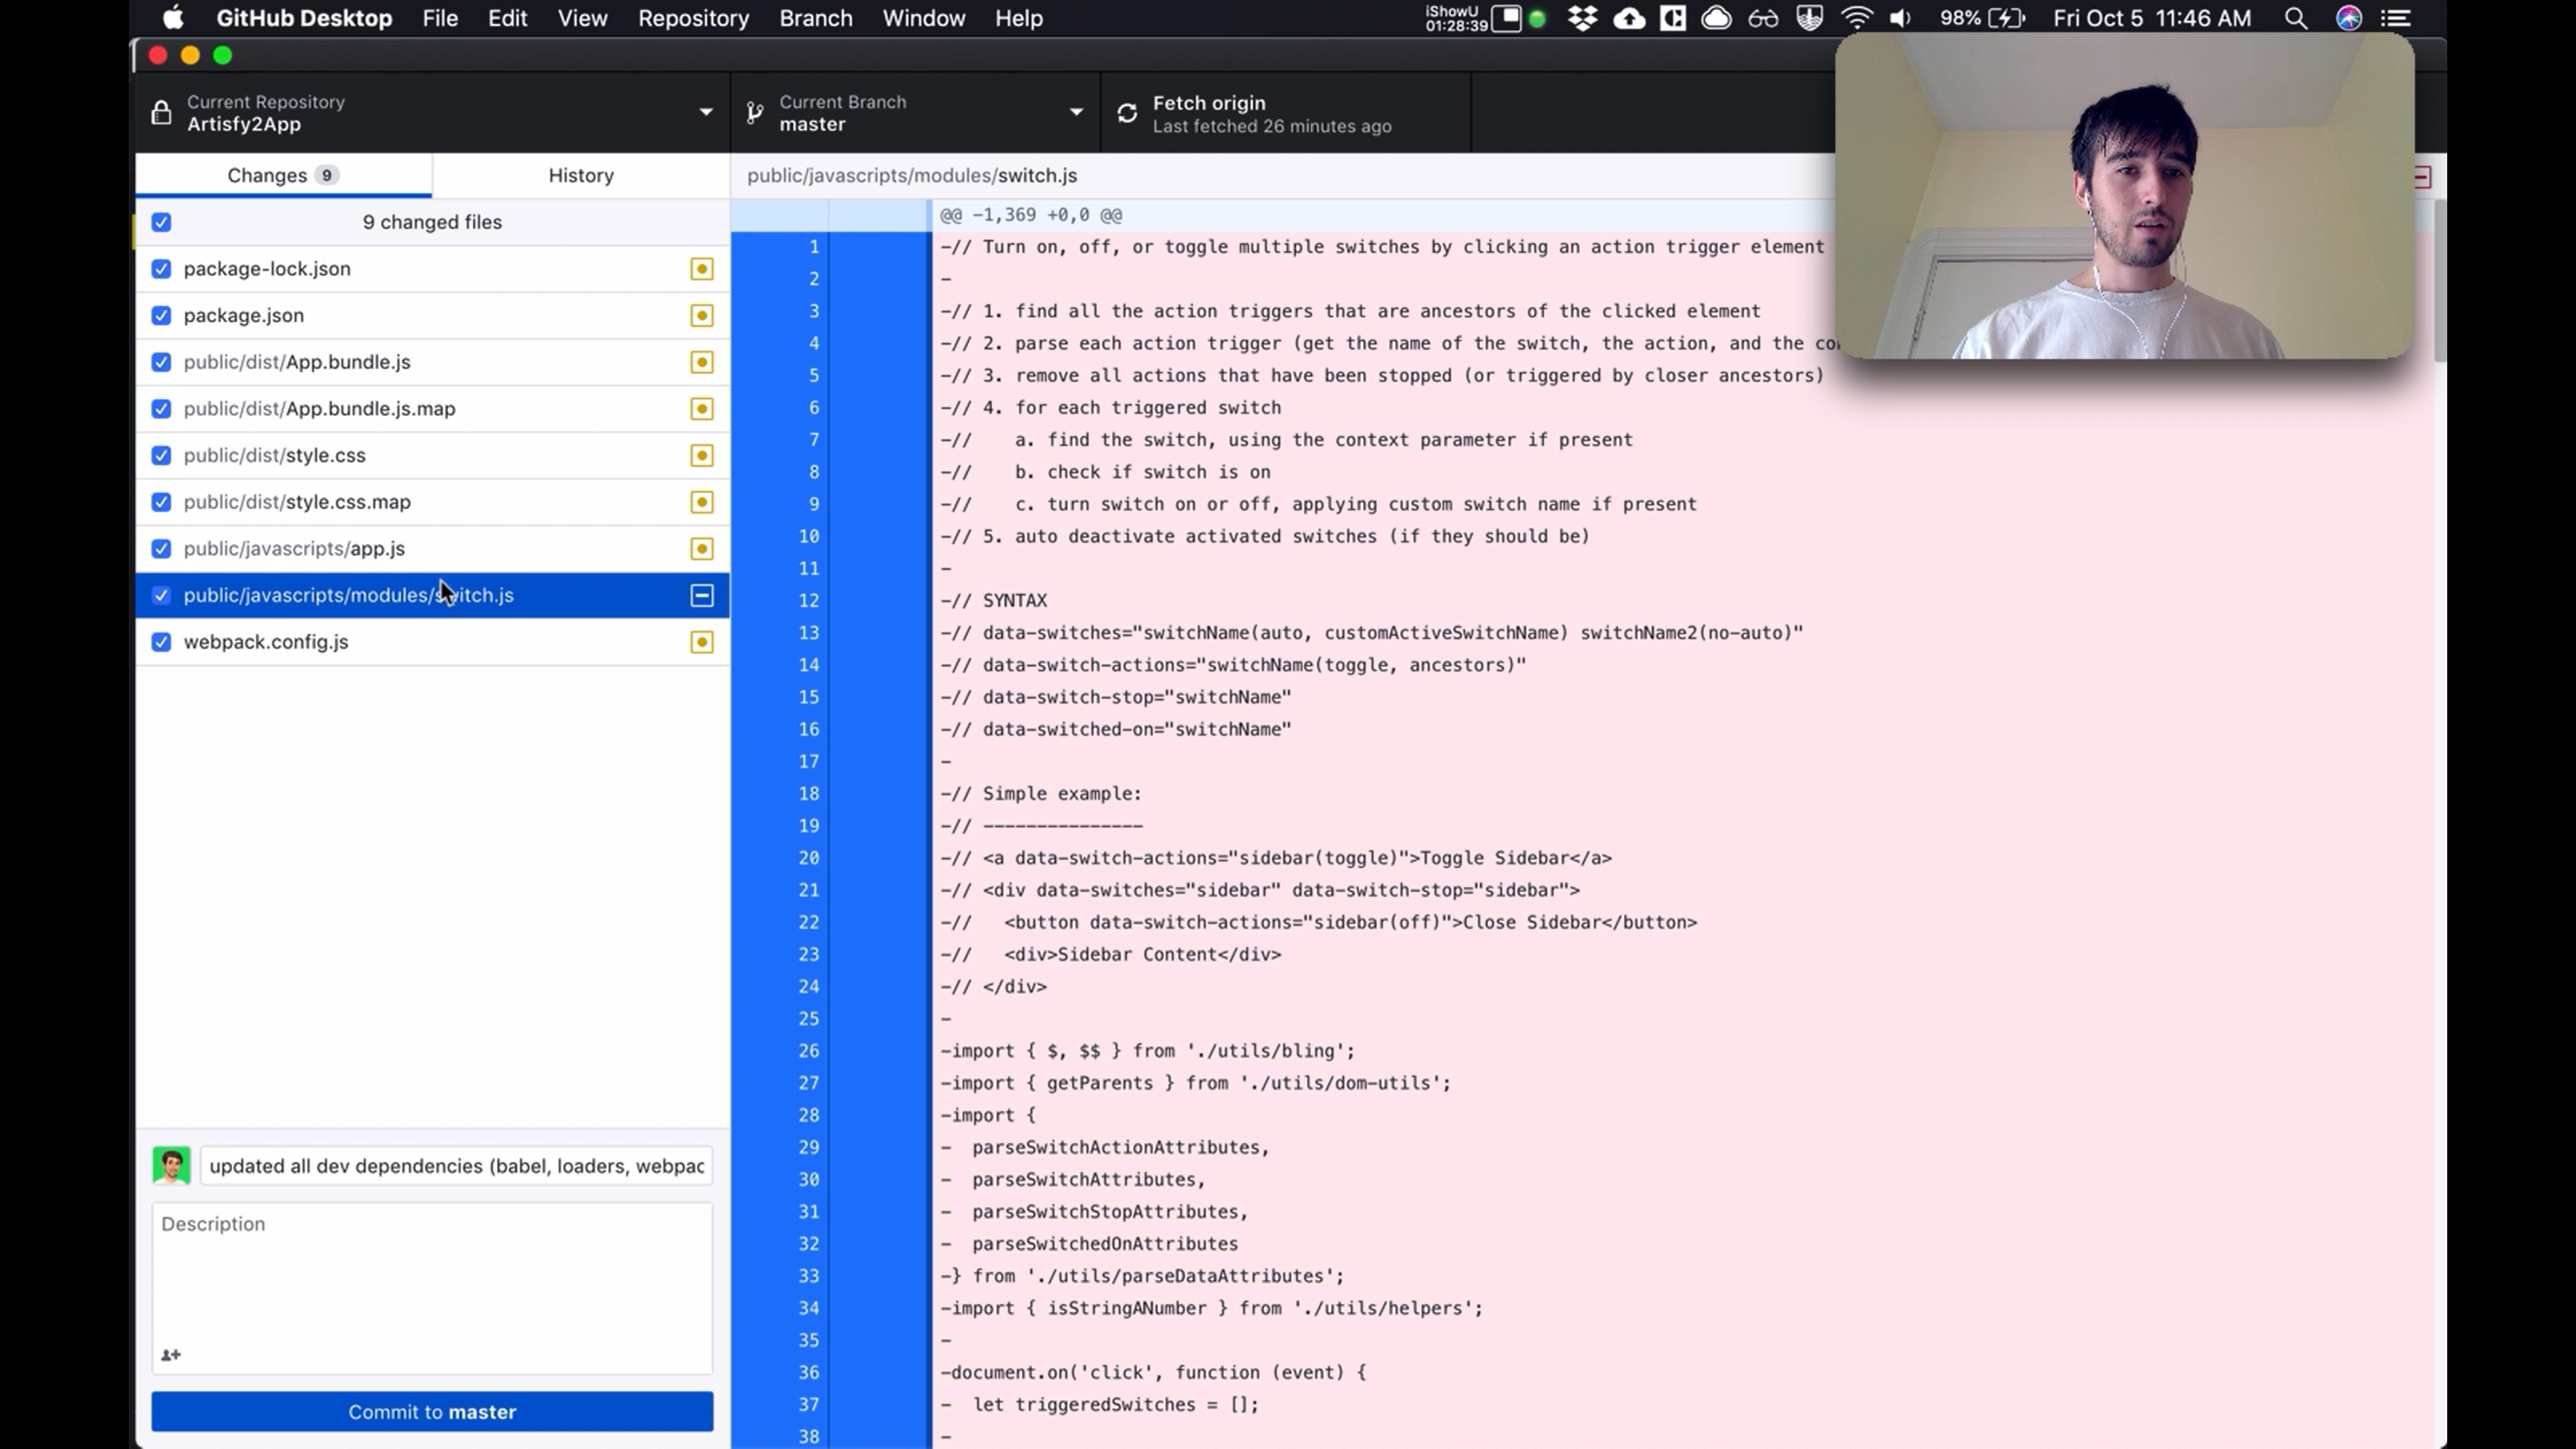 GitHub Desktop File Edit View Repository Branch Window Help
iShowU
01:28:39
98% Fri Oct 5 11:46 AM
Current Repository
Artisfy2App
Current Branch
master
Fetch origin
Last fetched 26 minutes ago
Changes 9
History
9 changed files
package-lock.json
package.json
public/dist/App.bundle.js
public/dist/App.bundle.js.map
public/dist/style.css
public/dist/style.css.map
public/javascripts/app.js
public/javascripts/modules/switch.js
webpack.config.js
updated all dev dependencies (babel, loaders, webpac
Description
Commit to master
public/javascripts/modules/switch.js
@@ -1,369 +0,0 @@
1 -// Turn on, off, or toggle multiple switches by clicking an action trigger element
2 -
3 -// 1. find all the action triggers that are ancestors of the clicked element
4 -// 2. parse each action trigger (get the name of the switch, the action, and the
5 -// 3. remove all actions that have been stopped (or triggered by closer ancestors)
6 -// 4. for each triggered switch
7 -//    a. find the switch, using the context parameter if present
8 -//    b. check if switch is on
9 -//    c. turn switch on or off, applying custom switch name if present
10 -// 5. auto deactivate activated switches (if they should be)
11 -
12 -// SYNTAX
13 -// data-switches="switchName(auto, customActiveSwitchName) switchName2(no-auto)"
14 -// data-switch-actions="switchName(toggle, ancestors)"
15 -// data-switch-stop="switchName"
16 -// data-switched-on="switchName"
17 -
18 -// Simple example:
19 -// ---------------
20 -// <a data-switch-actions="sidebar(toggle)">Toggle Sidebar</a>
21 -// <div data-switches="sidebar" data-switch-stop="sidebar">
22 -//   <button data-switch-actions="sidebar(off)">Close Sidebar</button>
23 -//   <div>Sidebar Content</div>
24 -// </div>
25 -
26 -import { $, $$ } from './utils/bling';
27 -import { getParents } from './utils/dom-utils';
28 -import {
29 -  parseSwitchActionAttributes,
30 -  parseSwitchAttributes,
31 -  parseSwitchStopAttributes,
32 -  parseSwitchedOnAttributes
33 -} from './utils/parseDataAttributes';
34 -import { isStringANumber } from './utils/helpers';
35 -
36 -document.on('click', function (event) {
37 -  let triggeredSwitches = [];
38 -